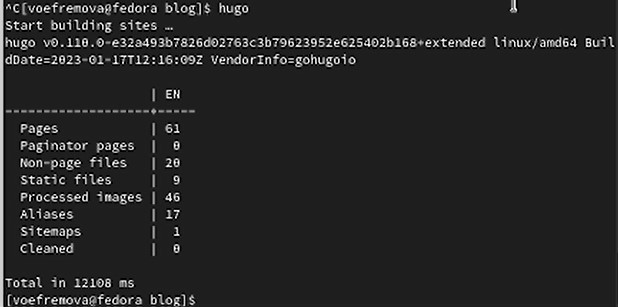 ^C[voefremova@fedora blog]$ hugo
Start building sites …
hugo v0.110.0-e32a493b7826d02763c3b79623952e625402b168+extended linux/amd64 Buil
dDate=2023-01-17T12:16:09Z VendorInfo=gohugoio

                   | EN
-------------------+-----
  Pages            | 61
  Paginator pages  |  0
  Non-page files   | 20
  Static files     |  9
  Processed images | 46
  Aliases          | 17
  Sitemaps         |  1
  Cleaned          |  0

Total in 12108 ms
[voefremova@fedora blog]$